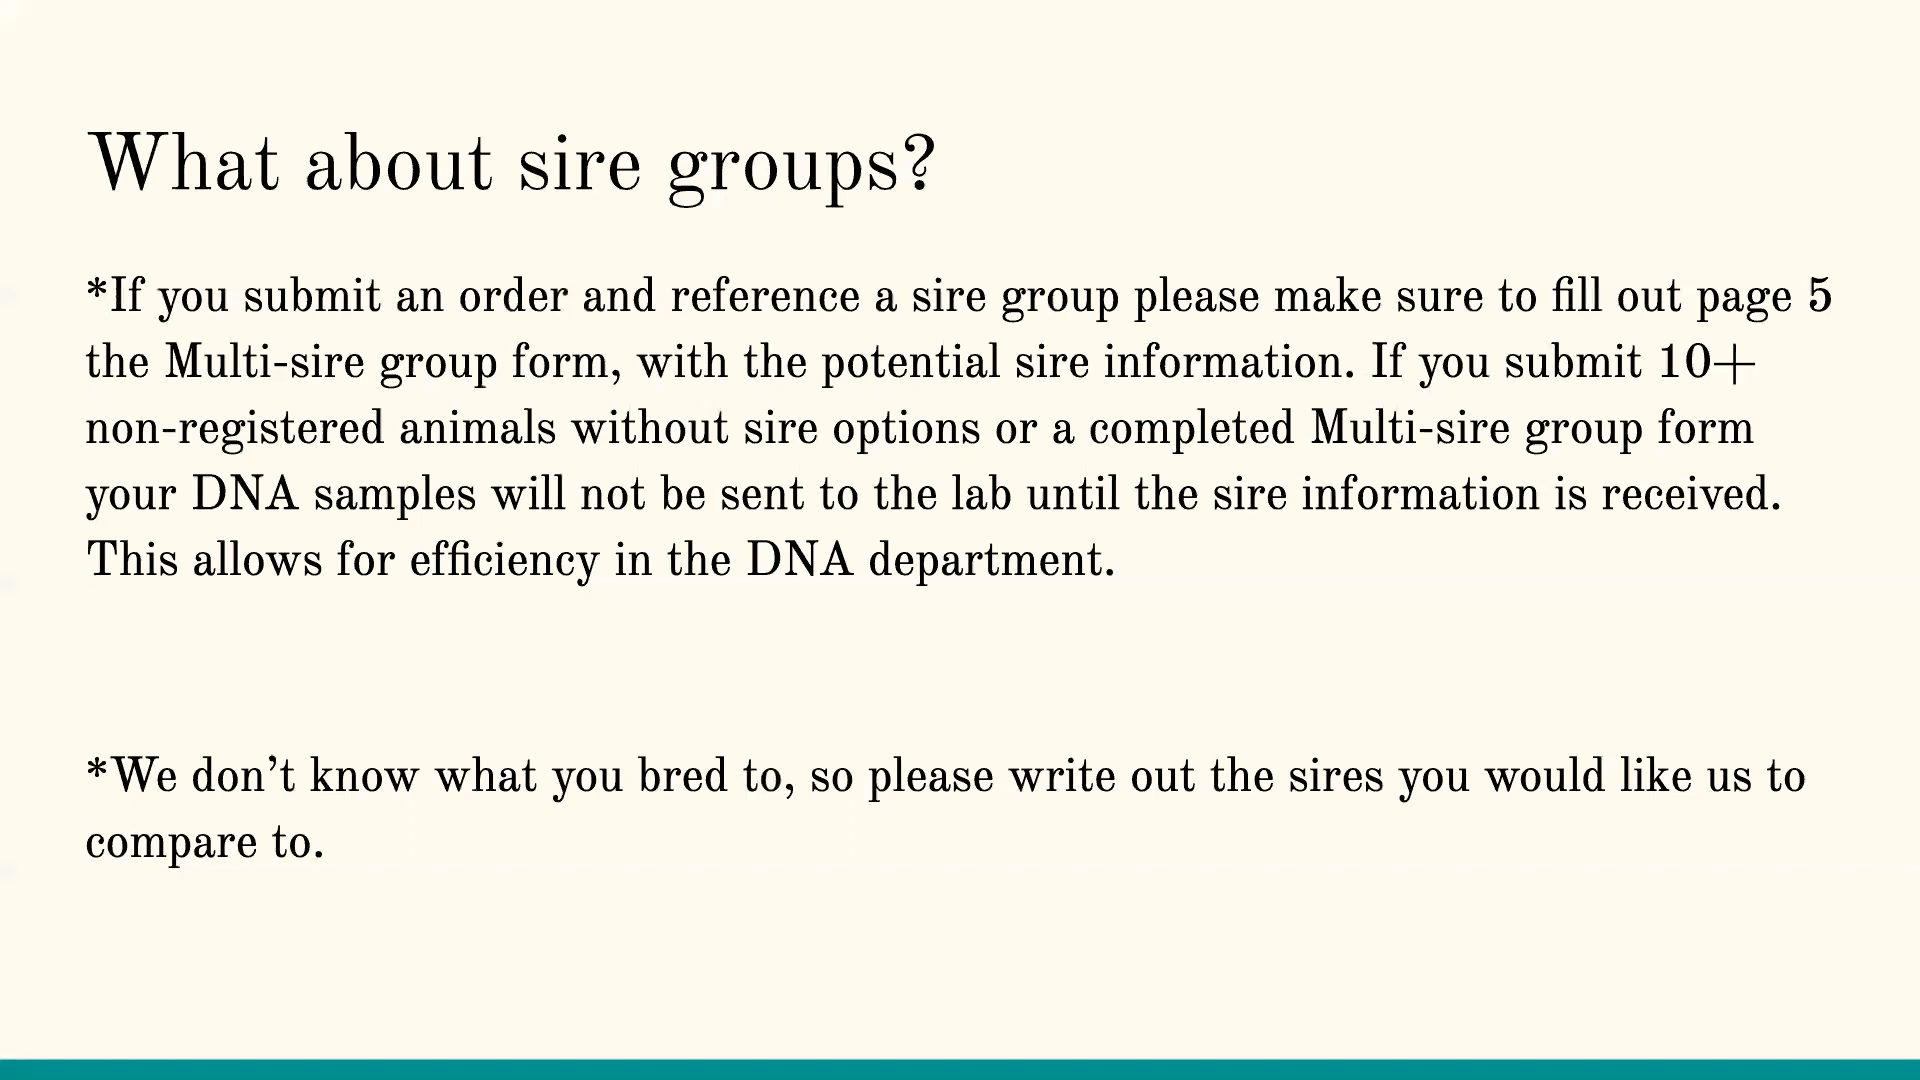 What about sire groups?
*If you submit an order and reference a sire group please make sure to fill out page 5
the Multi-sire group form, with the potential sire information. If you submit 10+
non-registered animals without sire options or a completed Multi-sire group form
your DNA samples will not be sent to the lab until the sire information is received.
This allows for efficiency in the DNA department.
*We don’t know what you bred to, so please write out the sires you would like us to
compare to.